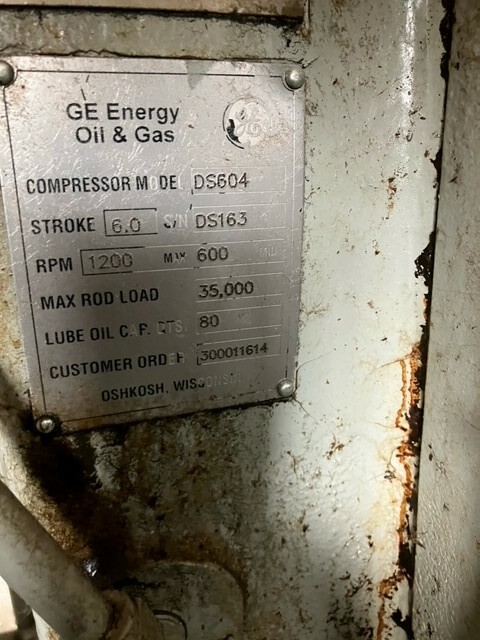 GE Energy
Oil & Gas
COMPRESSOR MODEL DS604
STROKE 6.0 S/N DS163
RPM 1200 MAX 600 MIN
MAX ROD LOAD 35,000
LUBE OIL CAP. QTS. 80
CUSTOMER ORDER 300011614
OSHKOSH, WISCONSIN